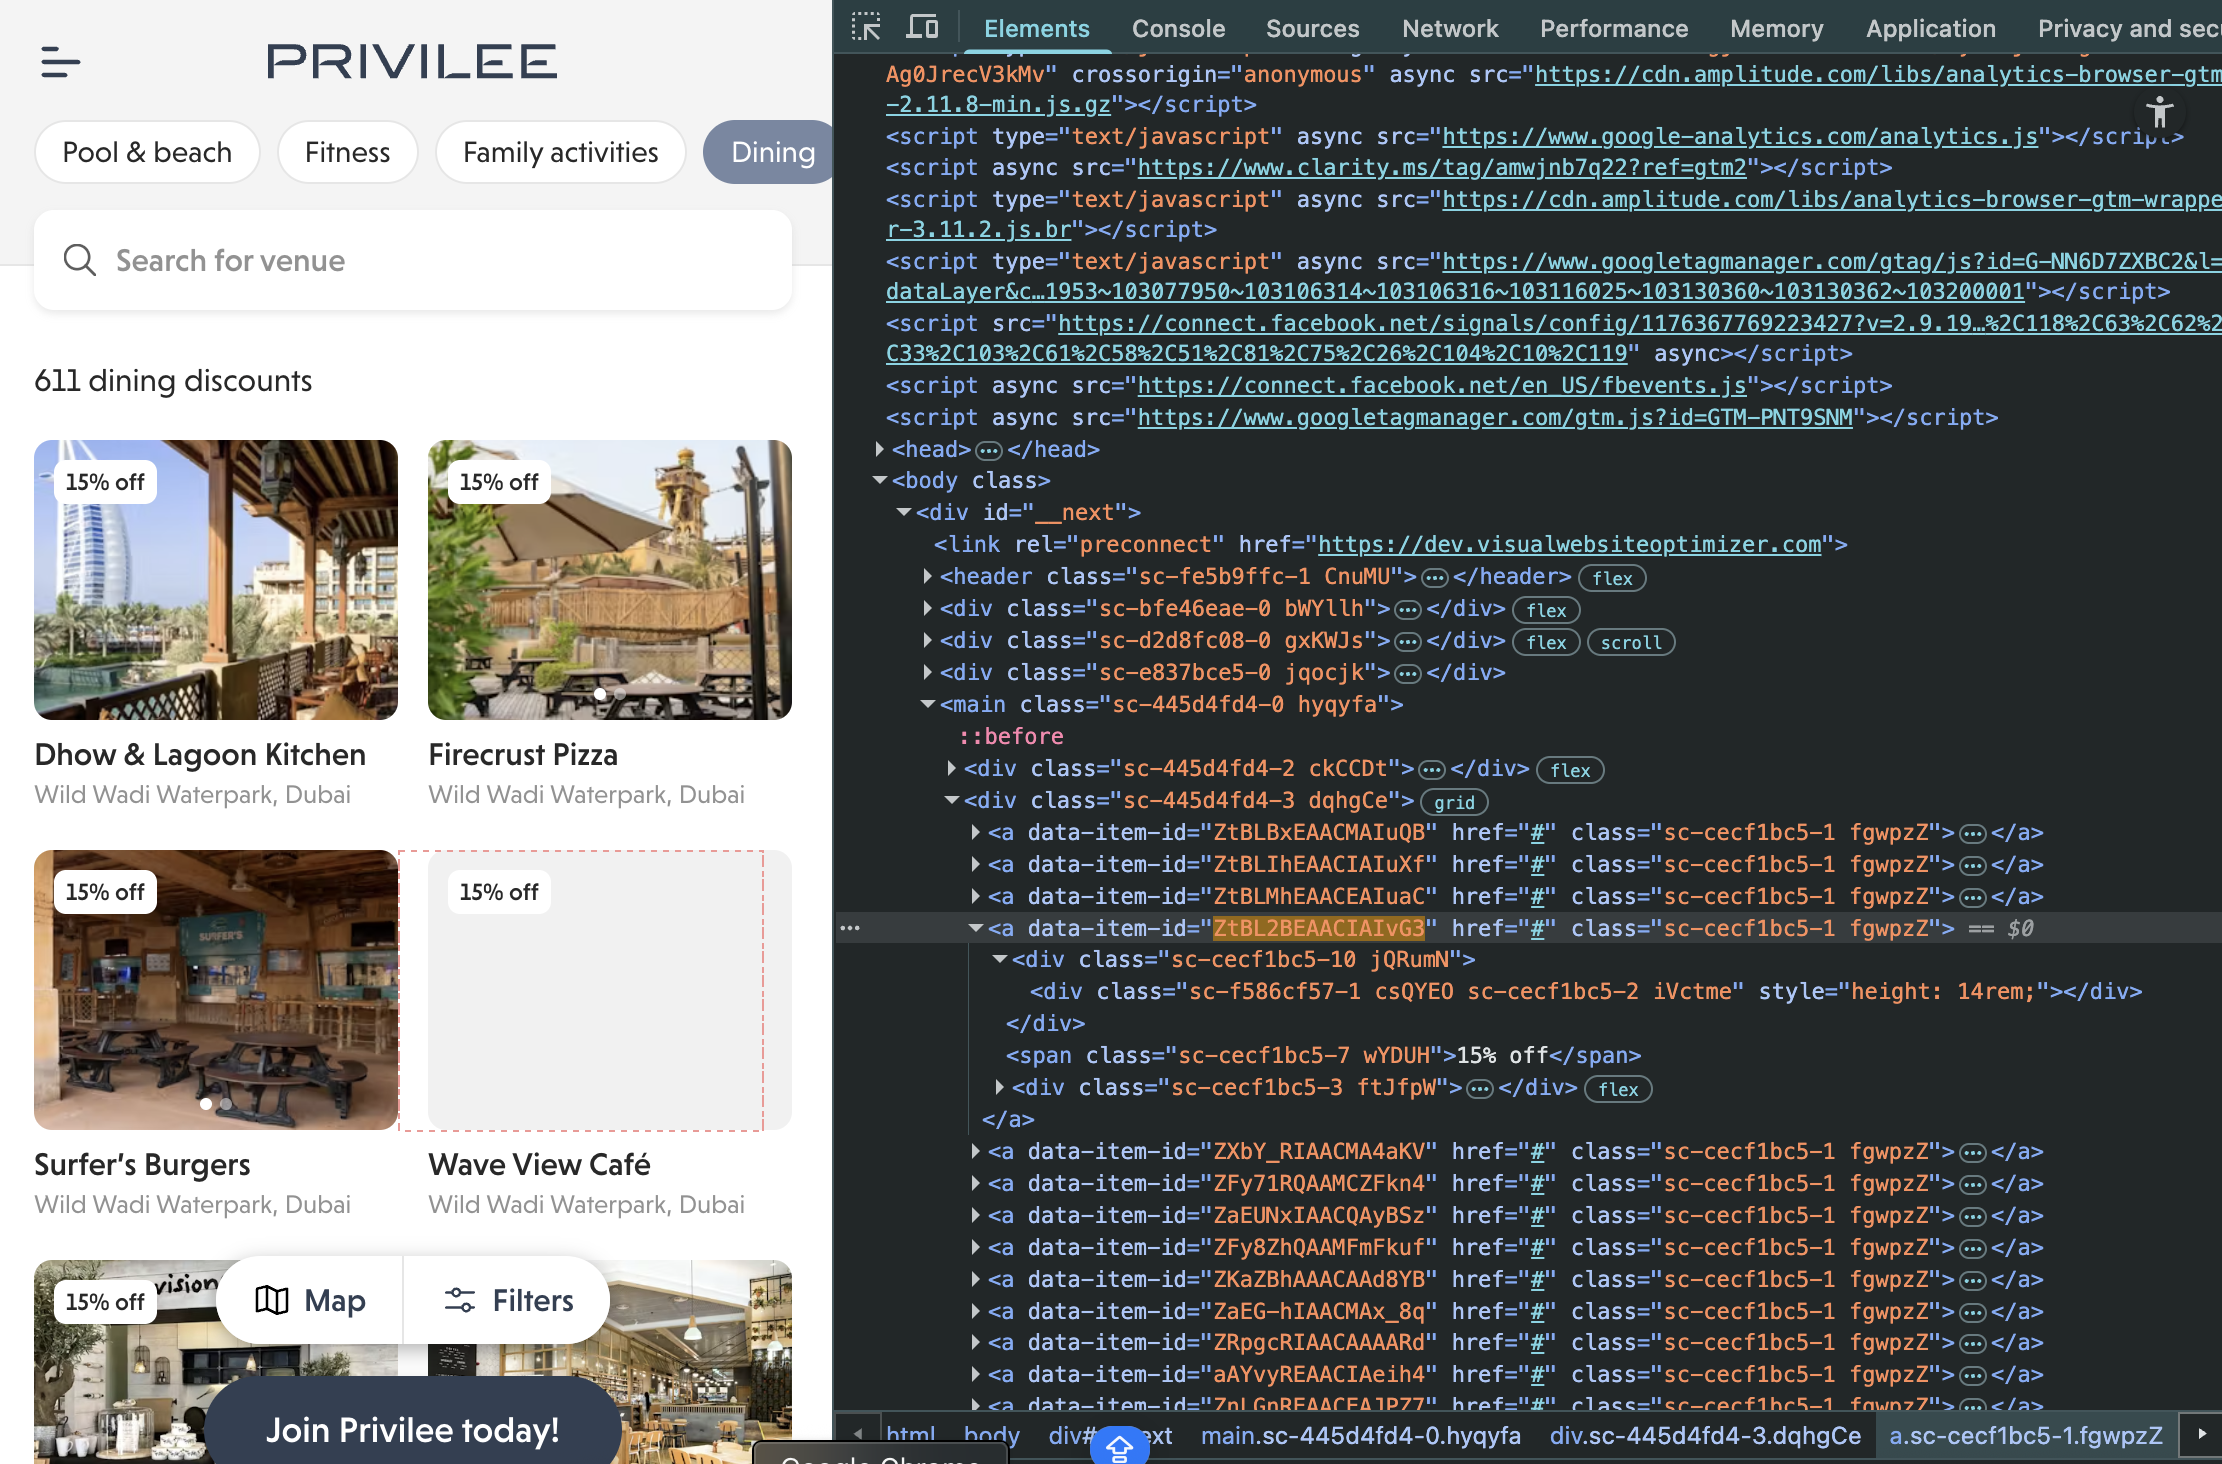 PRIVILEE
Pool & beach
Fitness
Family activities
Dining
Search for venue
611 dining discounts
15% off
15% off
Dhow & Lagoon Kitchen
Wild Wadi Waterpark, Dubai
Firecrust Pizza
Wild Wadi Waterpark, Dubai
15% off
SURFER'S
15% off
Surfer's Burgers
Wild Wadi Waterpark, Dubai
Wave View Café
Wild Wadi Waterpark, Dubai
15% off
vision
Map
Filters
Join Privilee today!
Elements Console Sources Network Performance Memory Application Privacy and sec
Ag0JrecV3kMv" crossorigin="anonymous" async src="https://cdn.amplitude.com/libs/analytics-browser-gtm
-2.11.8-min.js.gz"></script>
<script type="text/javascript" async src="https://www.google-analytics.com/analytics.js"></script>
<script async src="https://www.clarity.ms/tag/amwjnb7q22?ref=gtm2"></script>
<script type="text/javascript" async src="https://cdn.amplitude.com/libs/analytics-browser-gtm-wrappe
r-3.11.2.js.br"></script>
<script type="text/javascript" async src="https://www.googletagmanager.com/gtag/js?id=G-NN6D7ZXBC2&l=
dataLayer&c…1953~103077950~103106314~103106316~103116025~103130360~103130362~103200001"></script>
<script src="https://connect.facebook.net/signals/config/1176367769223427?v=2.9.19…%2C118%2C63%2C62%2
C33%2C103%2C61%2C58%2C51%2C81%2C75%2C26%2C104%2C10%2C119" async></script>
<script async src="https://connect.facebook.net/en_US/fbevents.js"></script>
<script async src="https://www.googletagmanager.com/gtm.js?id=GTM-PNT9SNM"></script>
<head>…</head>
<body class>
<div id="__next">
<link rel="preconnect" href="https://dev.visualwebsiteoptimizer.com">
<header class="sc-fe5b9ffc-1 CnuMU">…</header> flex
<div class="sc-bfe46eae-0 bWYllh">…</div> flex
<div class="sc-d2d8fc08-0 gxKWJs">…</div> flex scroll
<div class="sc-e837bce5-0 jqocjk">…</div>
<main class="sc-445d4fd4-0 hyqyfa">
::before
<div class="sc-445d4fd4-2 ckCCDt">…</div> flex
<div class="sc-445d4fd4-3 dqhgCe"> grid
<a data-item-id="ZtBLBxEAACMAIuQB" href="#" class="sc-cecf1bc5-1 fgwpzZ">…</a>
<a data-item-id="ZtBLIhEAACIAIuXf" href="#" class="sc-cecf1bc5-1 fgwpzZ">…</a>
<a data-item-id="ZtBLMhEAACEAIuaC" href="#" class="sc-cecf1bc5-1 fgwpzZ">…</a>
… <a data-item-id="ZtBL2BEAACIAIvG3" href="#" class="sc-cecf1bc5-1 fgwpzZ"> == $0
<div class="sc-cecf1bc5-10 jQRumN">
<div class="sc-f586cf57-1 csQYEO sc-cecf1bc5-2 iVctme" style="height: 14rem;"></div>
</div>
<span class="sc-cecf1bc5-7 wYDUH">15% off</span>
<div class="sc-cecf1bc5-3 ftJfpW">…</div> flex
</a>
<a data-item-id="ZXbY_RIAACMA4aKV" href="#" class="sc-cecf1bc5-1 fgwpzZ">…</a>
<a data-item-id="ZFy71RQAAMCZFkn4" href="#" class="sc-cecf1bc5-1 fgwpzZ">…</a>
<a data-item-id="ZaEUNxIAACQAyBSz" href="#" class="sc-cecf1bc5-1 fgwpzZ">…</a>
<a data-item-id="ZFy8ZhQAAMFmFkuf" href="#" class="sc-cecf1bc5-1 fgwpzZ">…</a>
<a data-item-id="ZKaZBhAAACAAd8YB" href="#" class="sc-cecf1bc5-1 fgwpzZ">…</a>
<a data-item-id="ZaEG-hIAACMAx_8q" href="#" class="sc-cecf1bc5-1 fgwpzZ">…</a>
<a data-item-id="ZRpgcRIAACAAAARd" href="#" class="sc-cecf1bc5-1 fgwpzZ">…</a>
<a data-item-id="aAYvyREAACIAeih4" href="#" class="sc-cecf1bc5-1 fgwpzZ">…</a>
<a data-item-id="ZnLGnREAACEAJPZ7" href="#" class="sc-cecf1bc5-1 fgwpzZ">…</a>
html body div# ext main.sc-445d4fd4-0.hyqyfa div.sc-445d4fd4-3.dqhgCe a.sc-cecf1bc5-1.fgwpzZ
Google Chrome